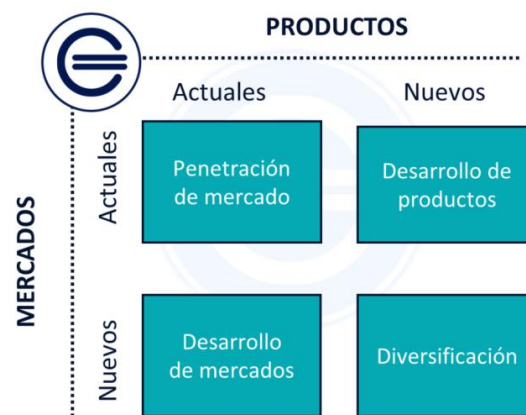 PRODUCTOS
Actuales
Nuevos
MERCADOS
Actuales
Penetración
de mercado
Desarrollo de
productos
Nuevos
Desarrollo
de mercados
Diversificación